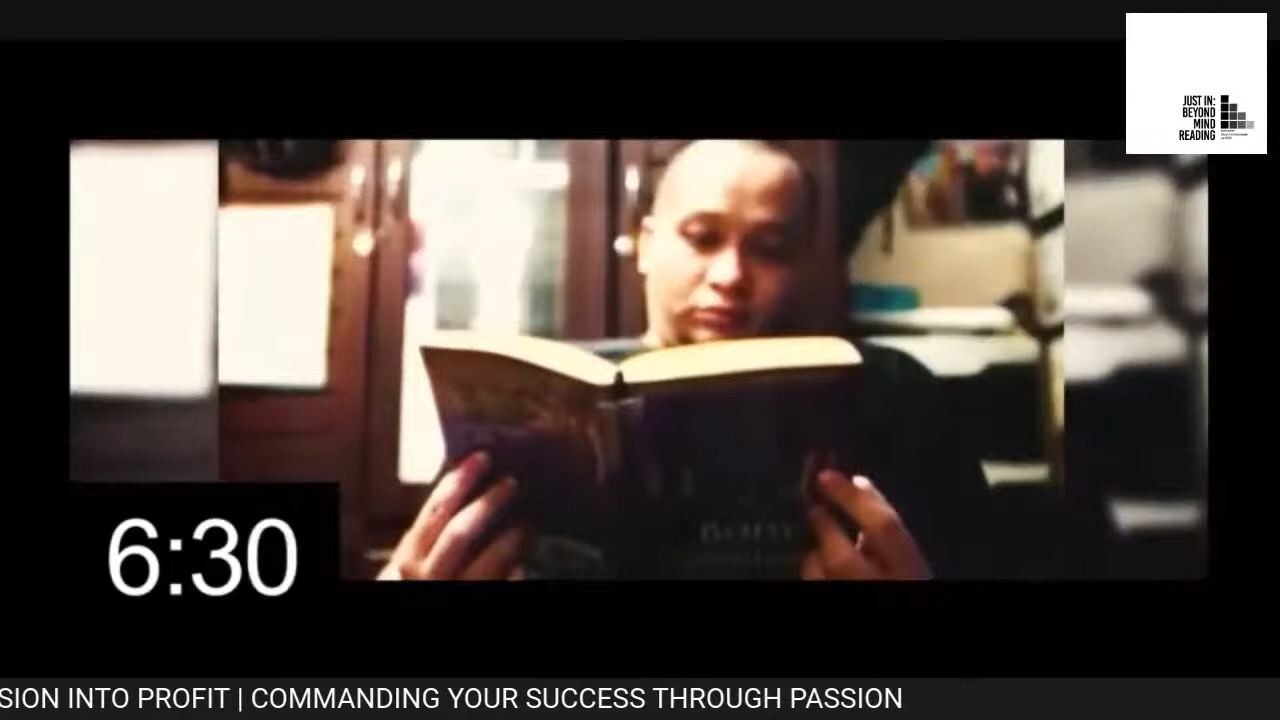 JUST IN:
BEYOND
MIND
READING
6:30
SION INTO PROFIT | COMMANDING YOUR SUCCESS THROUGH PASSION